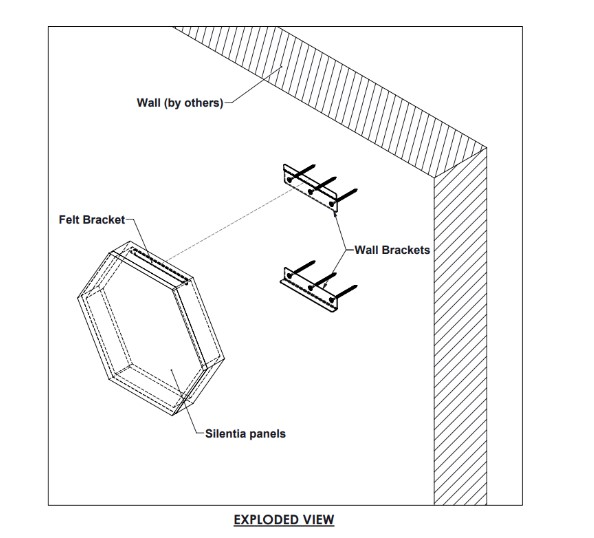 Wall (by others)
Felt Bracket
Wall Brackets
Silentia panels
EXPLODED VIEW